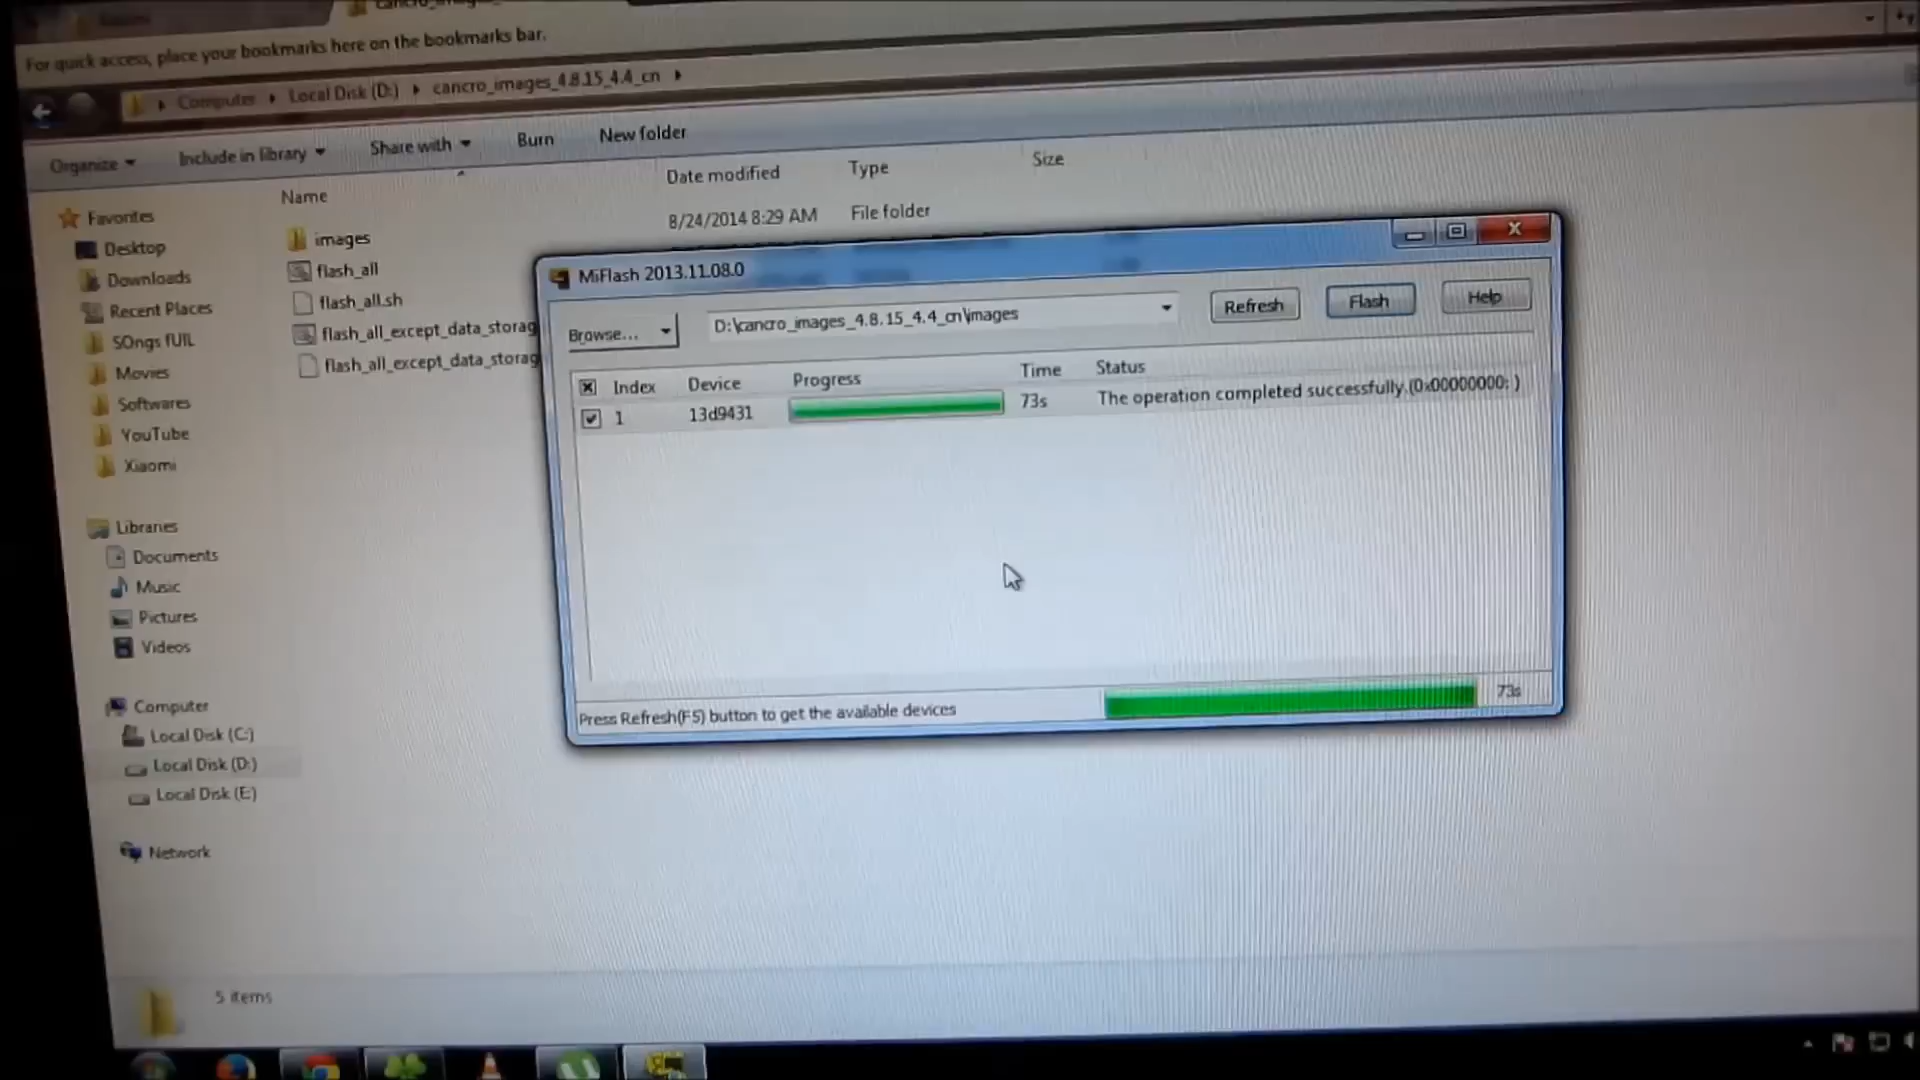 For quick access, place your bookmarks here on the bookmarks bar.
Computer Local Disk (D:) cancro_images_4.8.15_4.4_cn
Organize Include in library Share with Burn New folder
Name Date modified Type Size
images 8/24/2014 8:29 AM File folder
flash_all
flash_all.sh
flash_all_except_data_storag
flash_all_except_data_storag
Favorites
Desktop
Downloads
Recent Places
SOngs fUIL
Movies
Softwares
YouTube
Xiaomi
Libraries
Documents
Music
Pictures
Videos
Computer
Local Disk (C:)
Local Disk (D:)
Local Disk (E:)
Network
5 items
MiFlash 2013.11.08.0
Browse... D:\cancro_images_4.8.15_4.4_cn\images Refresh Flash Help
Index Device Progress Time Status
1 13d9431 73s The operation completed successfully.(0x00000000: )
Press Refresh(F5) button to get the available devices 73s